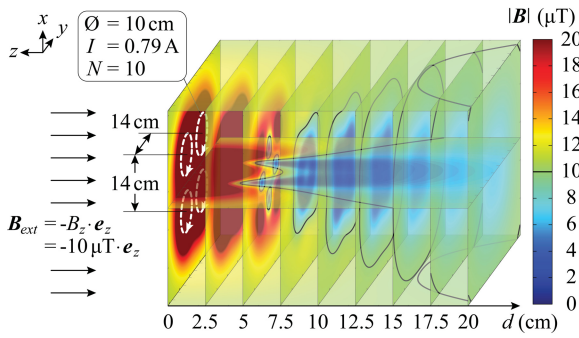 x
y
z
Ø = 10 cm
I = 0.79 A
N = 10
|B| (µT)
20
18
16
14
12
10
8
6
4
2
0
14 cm
14 cm
B_ext = -B_z · e_z
= -10 µT · e_z
0 2.5 5 7.5 10 12.5 15 17.5 20 d (cm)